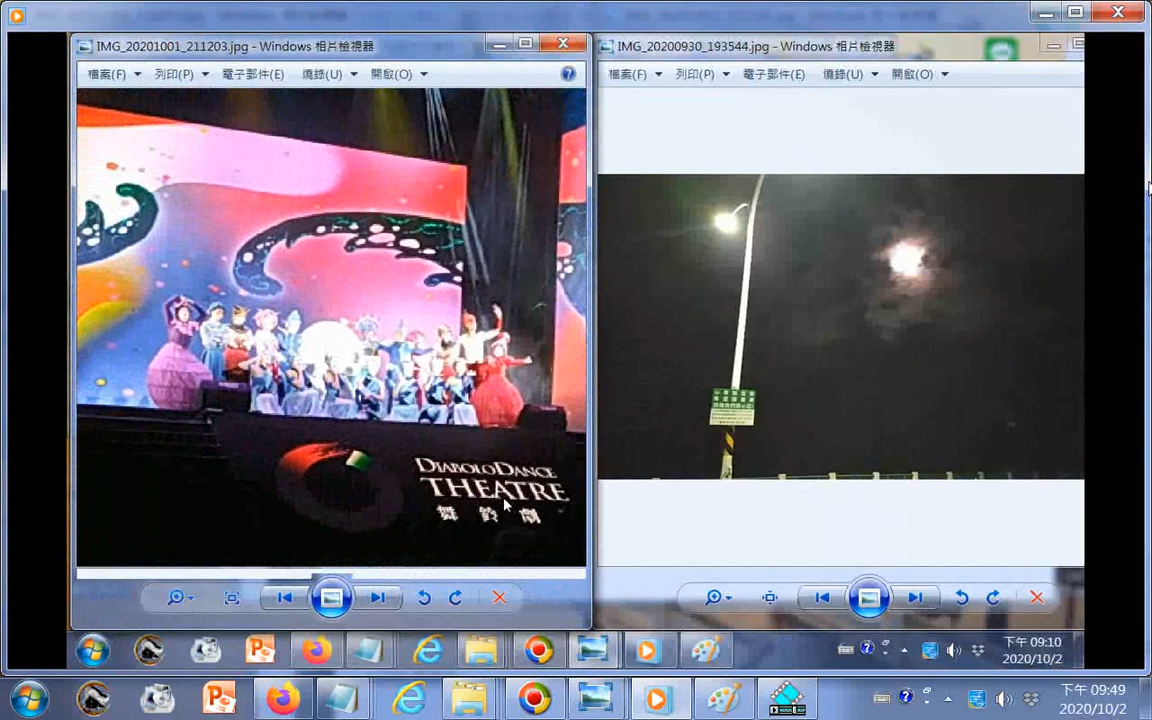 IMG_20201001_211203.jpg - Windows 相片檢視器
檔案(F) 列印(P) 電子郵件(E) 燒錄(U) 開啟(O)
DIABOLODANCE
THEATRE
舞鈴劇
IMG_20200930_193544.jpg - Windows 相片檢視器
檔案(F) 列印(P) 電子郵件(E) 燒錄(U) 開啟(O)
下午 09:10
2020/10/2
下午 09:49
2020/10/2